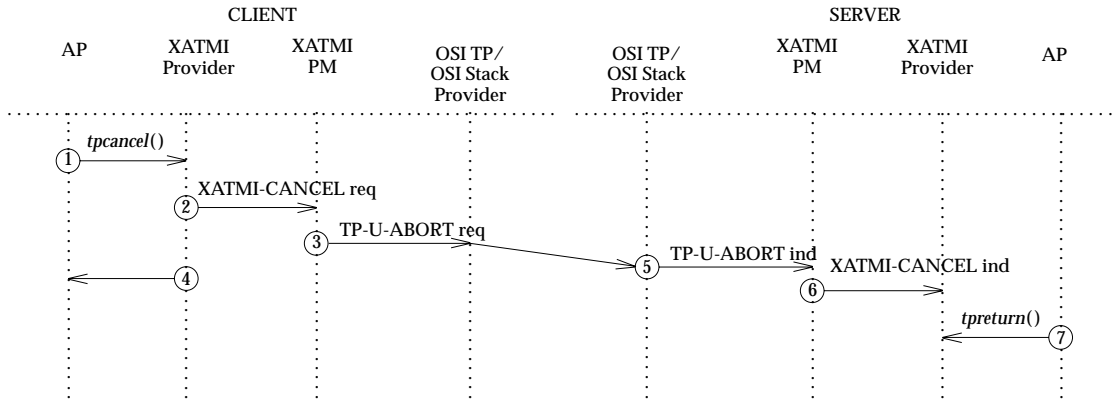 CLIENT SERVER
AP XATMI Provider XATMI PM OSI TP/ OSI Stack Provider OSI TP/ OSI Stack Provider XATMI PM XATMI Provider AP
tpcancel()
1
XATMI-CANCEL req
2
TP-U-ABORT req
3
TP-U-ABORT ind
5
4
XATMI-CANCEL ind
6
tpreturn()
7